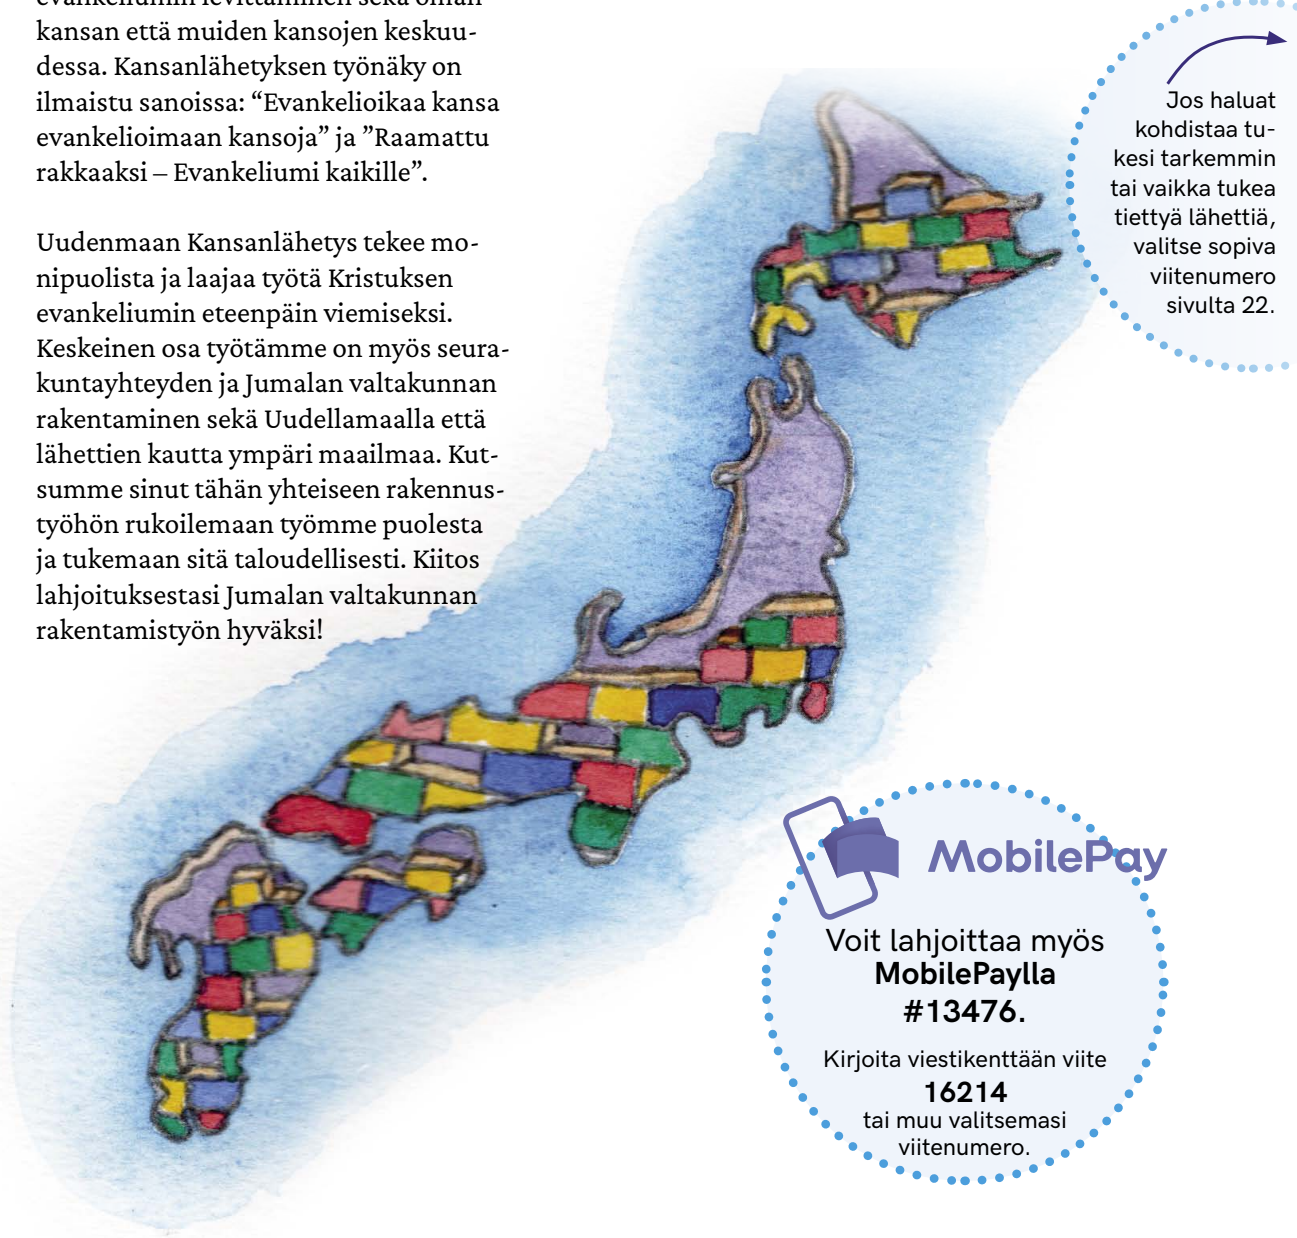 evankeliumin levittäminen sekä oman
kansan että muiden kansojen keskuu-
dessa. Kansanlähetyksen työnäky on
ilmaistu sanoissa: “Evankelioikaa kansa
evankelioimaan kansoja” ja ”Raamattu
rakkaaksi – Evankeliumi kaikille”.
Uudenmaan Kansanlähetys tekee mo-
nipuolista ja laajaa työtä Kristuksen
evankeliumin eteenpäin viemiseksi.
Keskeinen osa työtämme on myös seura-
kuntayhteyden ja Jumalan valtakunnan
rakentaminen sekä Uudellamaalla että
lähettien kautta ympäri maailmaa. Kut-
summe sinut tähän yhteiseen rakennus-
työhön rukoilemaan työmme puolesta
ja tukemaan sitä taloudellisesti. Kiitos
lahjoituksestasi Jumalan valtakunnan
rakentamistyön hyväksi!
Jos haluat
kohdistaa tu-
kesi tarkemmin
tai vaikka tukea
tiettyä lähettiä,
valitse sopiva
viitenumero
sivulta 22.
MobilePay
Voit lahjoittaa myös
MobilePaylla
#13476.
Kirjoita viestikenttään viite
16214
tai muu valitsemasi
viitenumero.